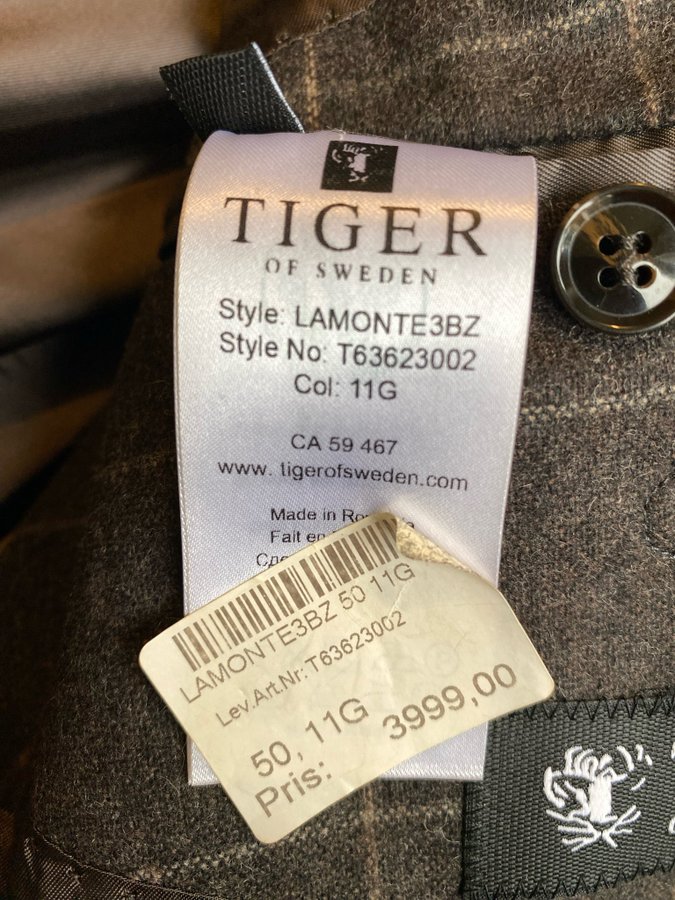 TIGER
OF SWEDEN
Style: LAMONTE3BZ
Style No: T63623002
Col: 11G
CA 59 467
www. tigerofsweden.com
Made in
Fait en
LAMONTE3BZ 50 11G
Lev.Art.Nr: T63623002
50, 11G
Pris: 3999,00